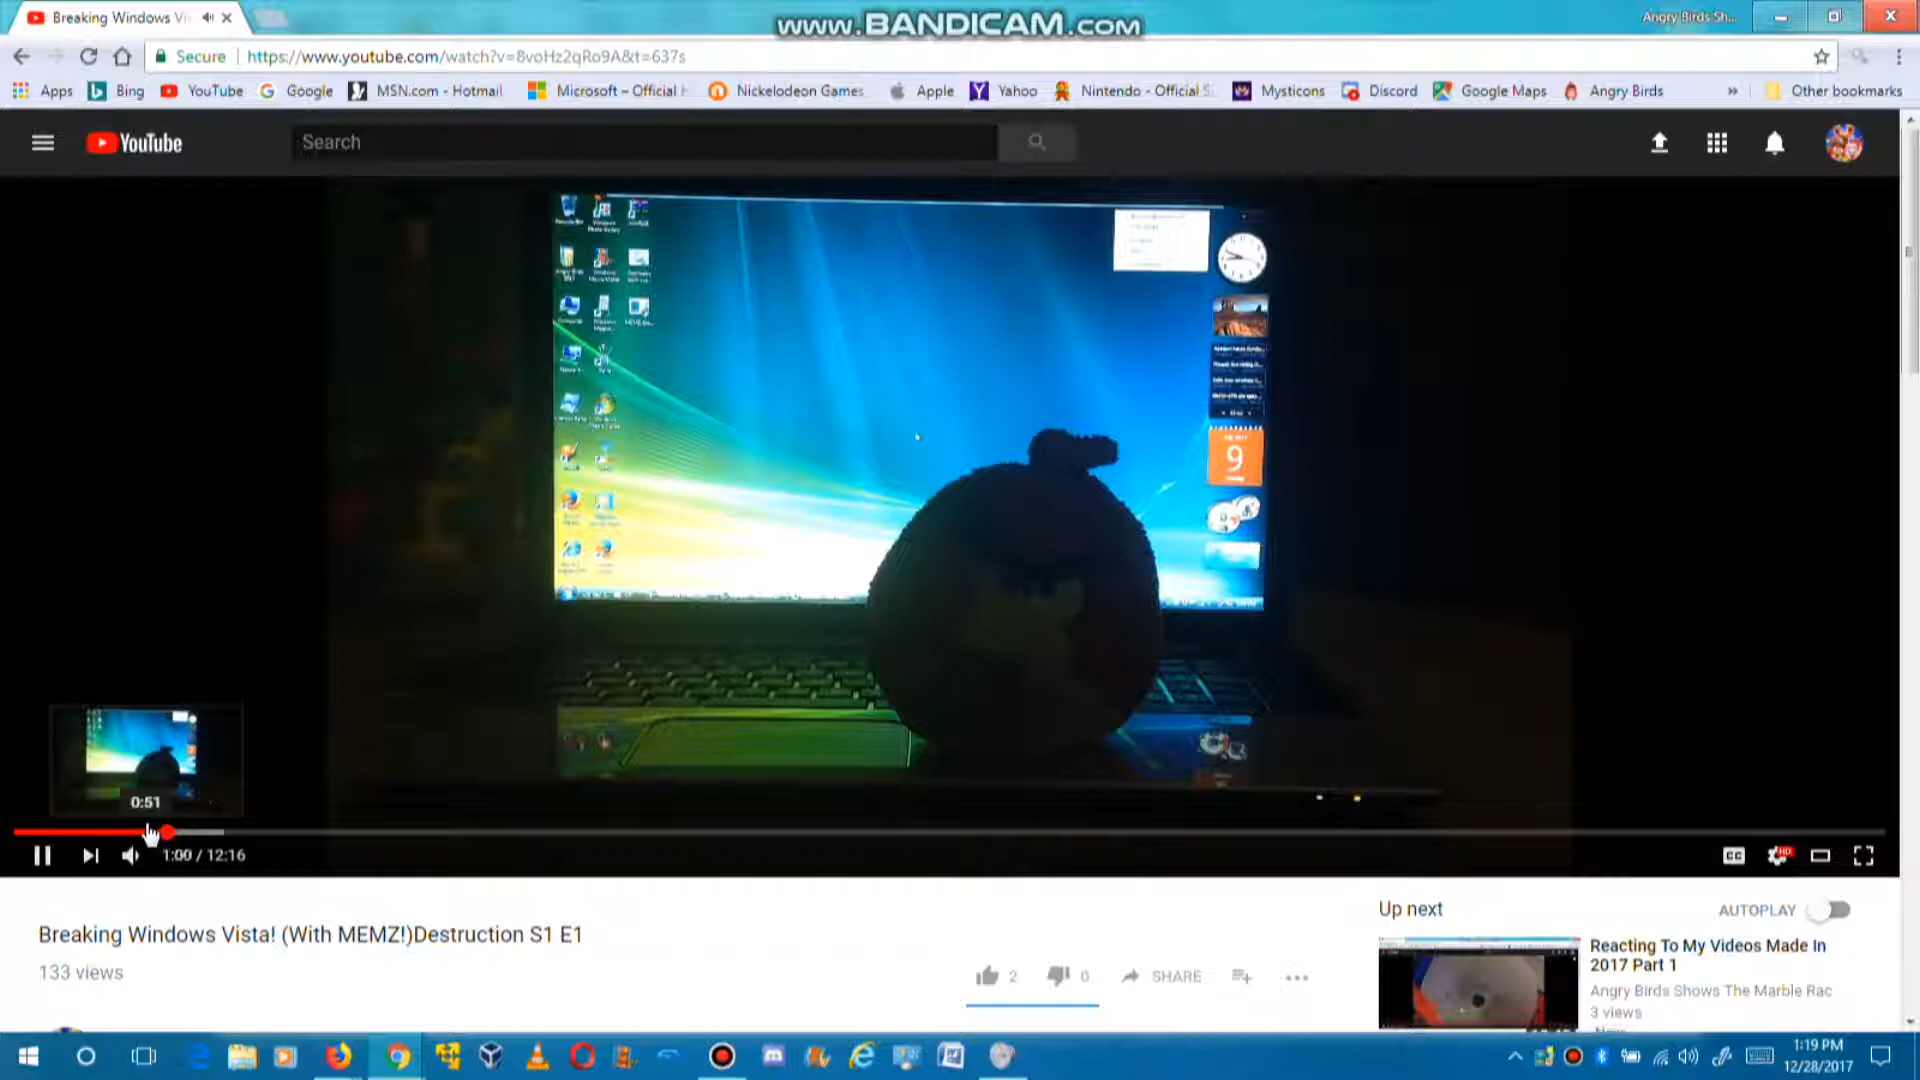 Breaking Windows Vi
www.BANDICAM.com
Angry Birds Sh...
Secure
https://www.youtube.com/watch?v=8voHz2qRo9A&t=637s
Apps
Bing
YouTube
Google
MSN.com - Hotmail
Microsoft – Official H
Nickelodeon Games
Apple
Yahoo
Nintendo - Official S
Mysticons
Discord
Google Maps
Angry Birds
»
Other bookmarks
YouTube
Search
9
0:51
1:00 / 12:16
CC
HD
Breaking Windows Vista! (With MEMZ!)Destruction S1 E1
133 views
2
0
SHARE
Up next
AUTOPLAY
Reacting To My Videos Made In
2017 Part 1
Angry Birds Shows The Marble Rac
3 views
1:19 PM
12/28/2017